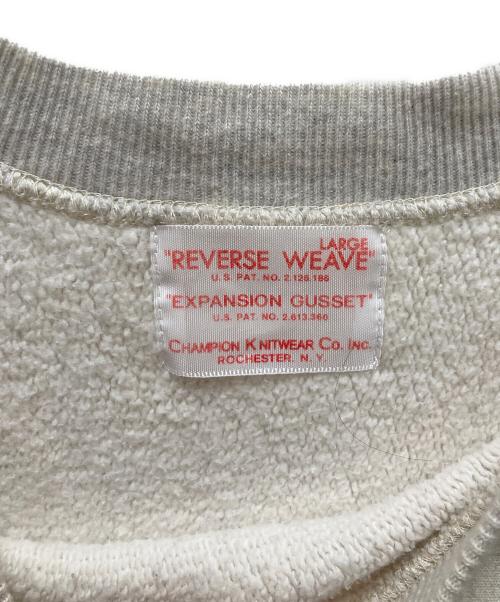 LARGE
"REVERSE WEAVE"
U.S. PAT. NO. 2.126.186
"EXPANSION GUSSET"
U.S. PAT. NO. 2.613.360
CHAMPION KNITWEAR CO. INC.
ROCHESTER. N. Y.